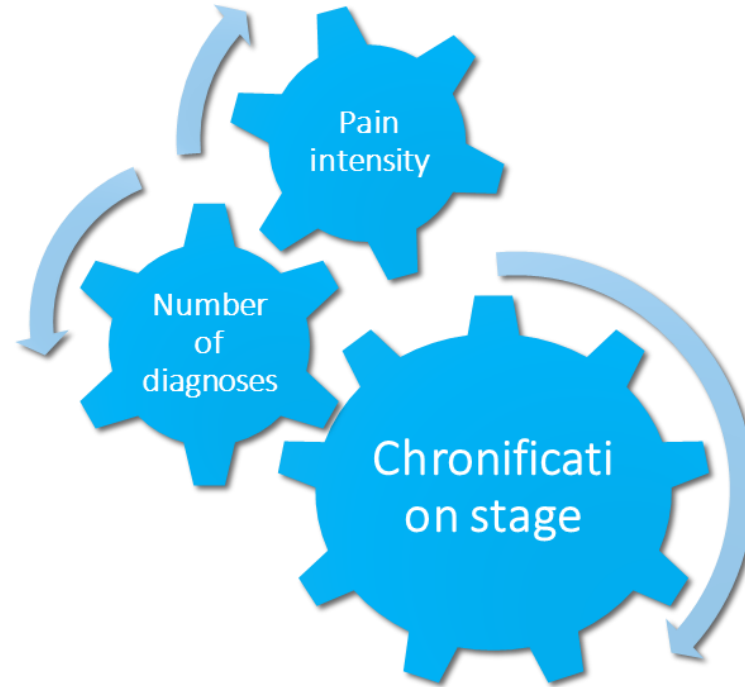 Pain
intensity
Number
of
diagnoses
Chronificati
on stage